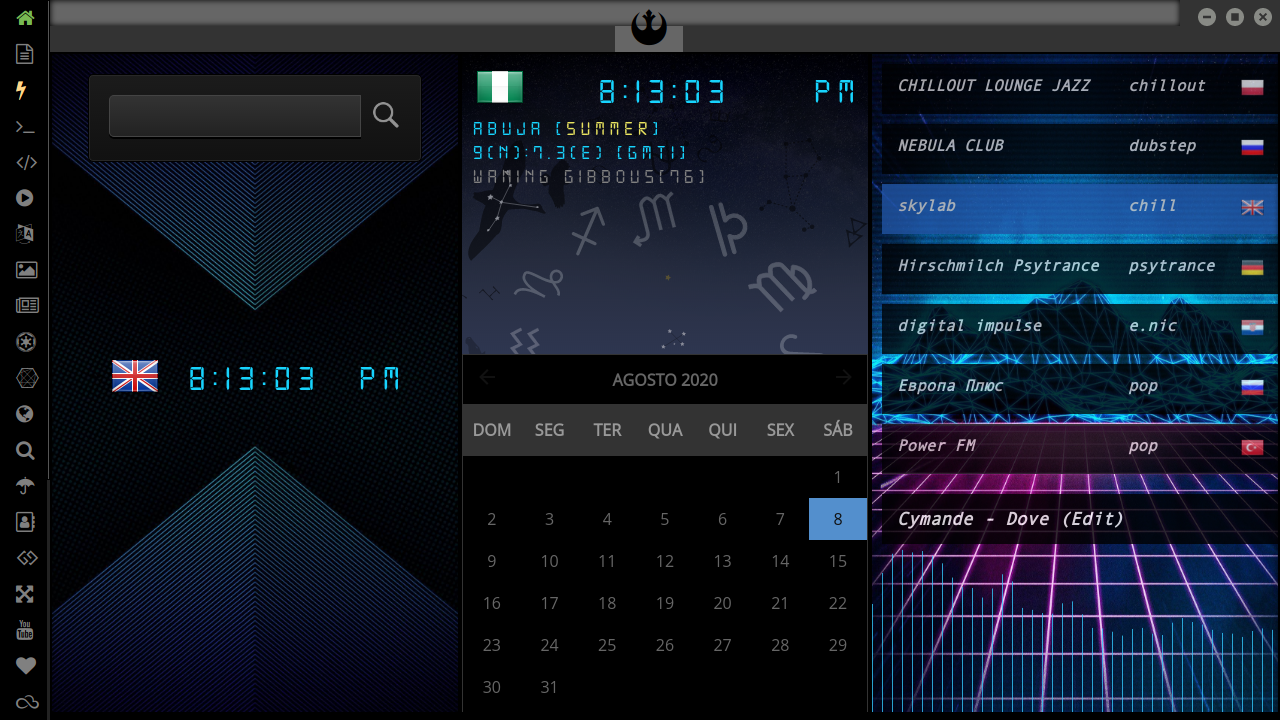 8:13:03 PM
8:13:03 PM
ABUJA [SUMMER]
9(N):7.3(E) [GMT1]
WANING GIBBOUS[76]
AGOSTO 2020
DOM SEG TER QUA QUI SEX SÁB
1
2 3 4 5 6 7 8
9 10 11 12 13 14 15
16 17 18 19 20 21 22
23 24 25 26 27 28 29
30 31
CHILLOUT LOUNGE JAZZ chillout
NEBULA CLUB dubstep
skylab chill
Hirschmilch Psytrance psytrance
digital impulse e.nic
Европа Плюс pop
Power FM pop
Cymande - Dove (Edit)
You
Tube